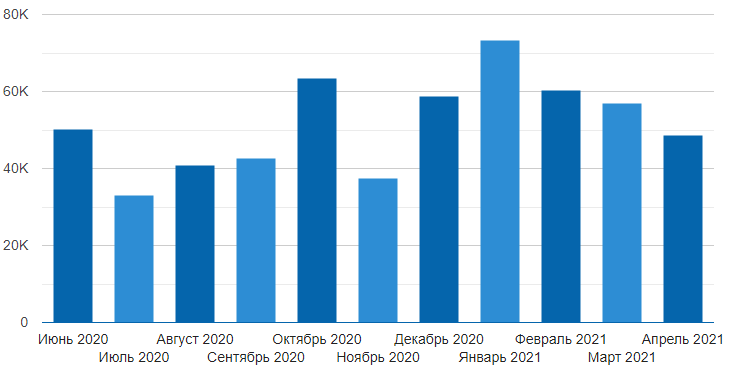 80K
60K
40K
20K
0
Июнь 2020
Июль 2020
Август 2020
Сентябрь 2020
Октябрь 2020
Ноябрь 2020
Декабрь 2020
Январь 2021
Февраль 2021
Март 2021
Апрель 2021